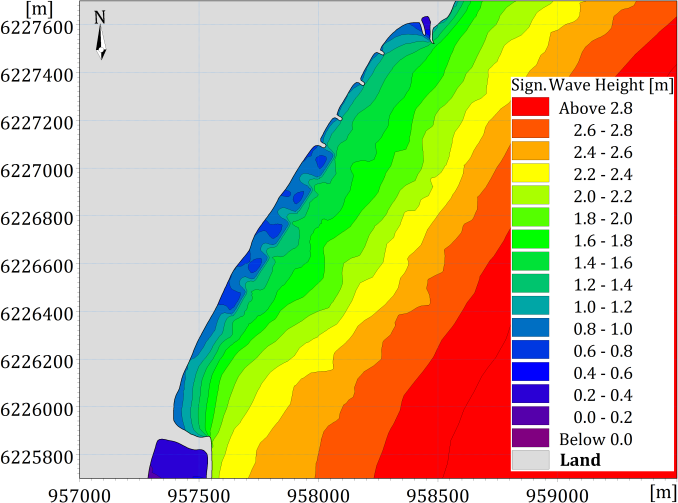 [m]
N
6227600
6227400
6227200
6227000
6226800
6226600
6226400
6226200
6226000
6225800
957000
957500
958000
958500
959000
[m]
Sign. Wave Height [m]
Above 2.8
2.6 - 2.8
2.4 - 2.6
2.2 - 2.4
2.0 - 2.2
1.8 - 2.0
1.6 - 1.8
1.4 - 1.6
1.2 - 1.4
1.0 - 1.2
0.8 - 1.0
0.6 - 0.8
0.4 - 0.6
0.2 - 0.4
0.0 - 0.2
Below 0.0
Land